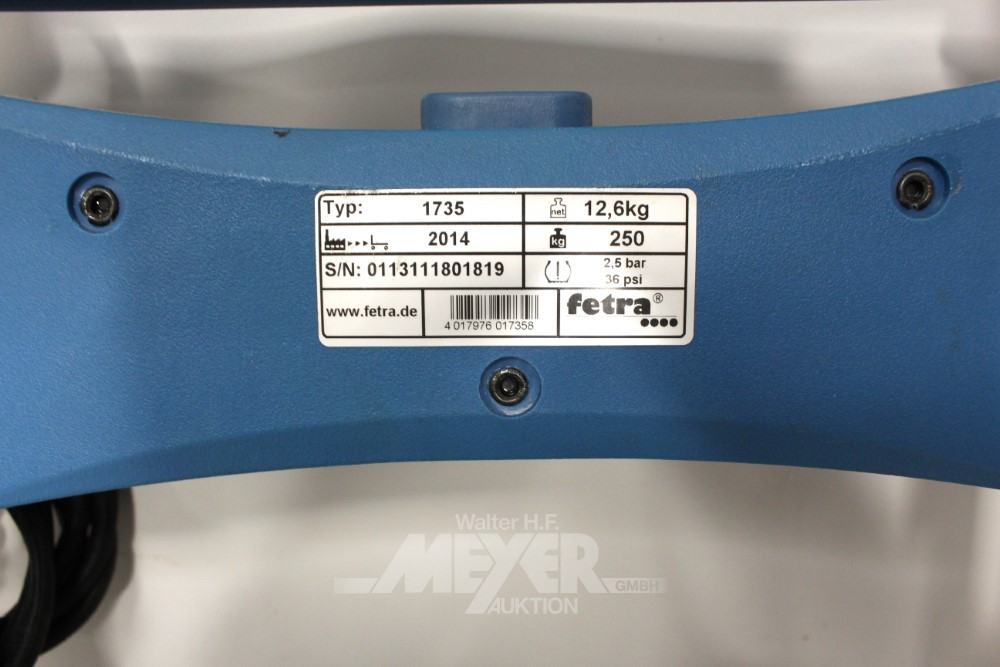 Typ: 1735
net 12,6kg
2014
kg 250
S/N: 0113111801819
2,5 bar
36 psi
www.fetra.de
4 017976 017358
fetra®
Walter H.F.
MEYER
GMBH
AUKTION